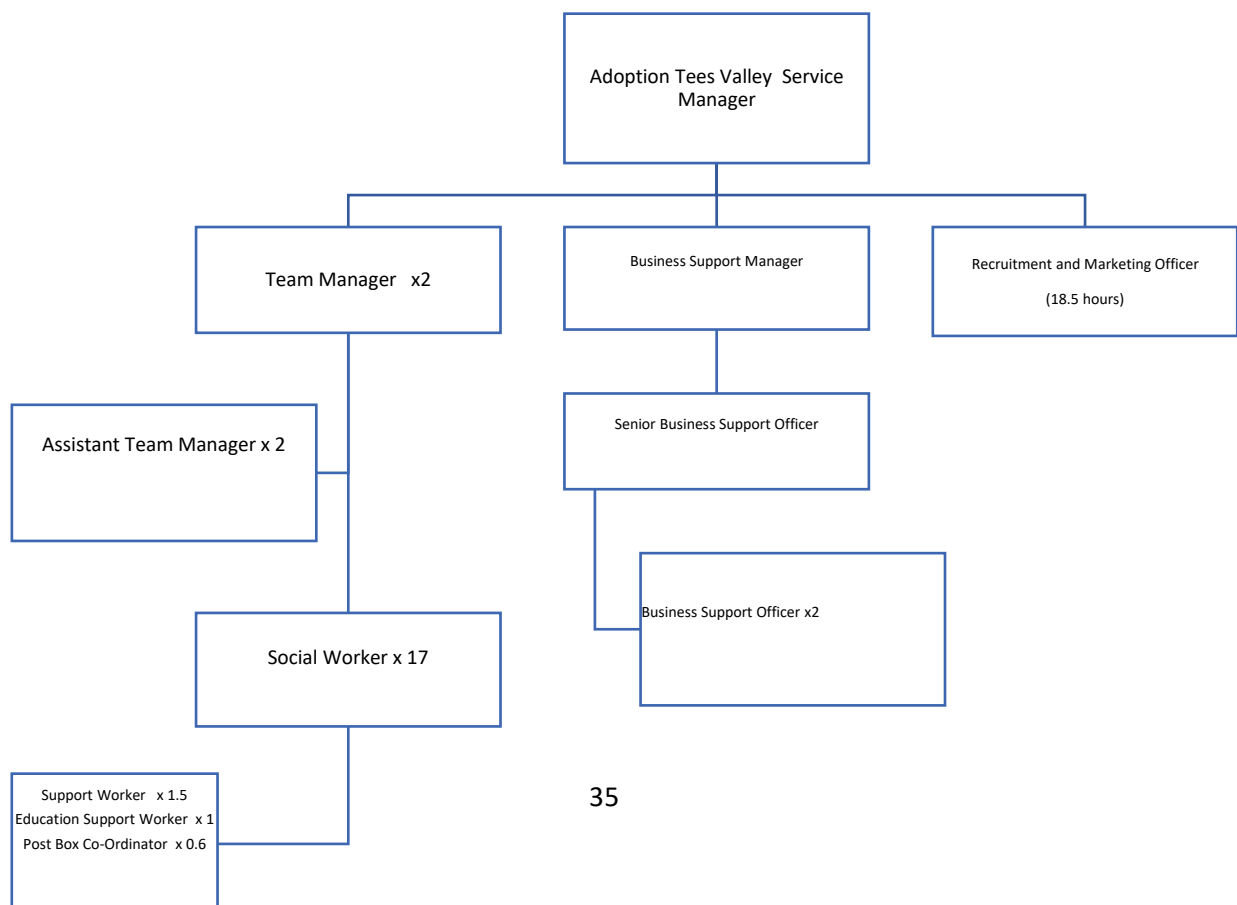 Adoption Tees Valley Service
Manager
Team Manager x2
Business Support Manager
Recruitment and Marketing Officer
(18.5 hours)
Assistant Team Manager x 2
Senior Business Support Officer
Business Support Officer x2
Social Worker x 17
Support Worker x 1.5
Education Support Worker x 1
Post Box Co-Ordinator x 0.6
35